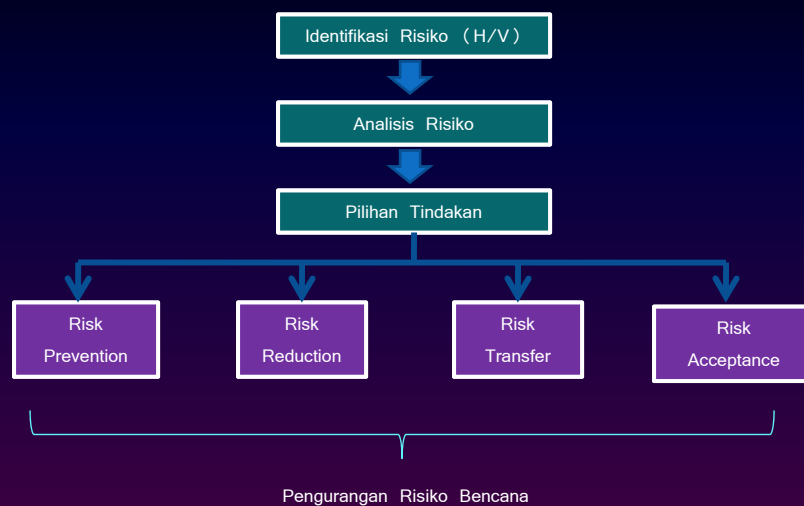 Identifikasi Risiko (H/V)
Analisis Risiko
Pilihan Tindakan
Risk
Prevention
Risk
Reduction
Risk
Transfer
Risk
Acceptance
Pengurangan Risiko Bencana